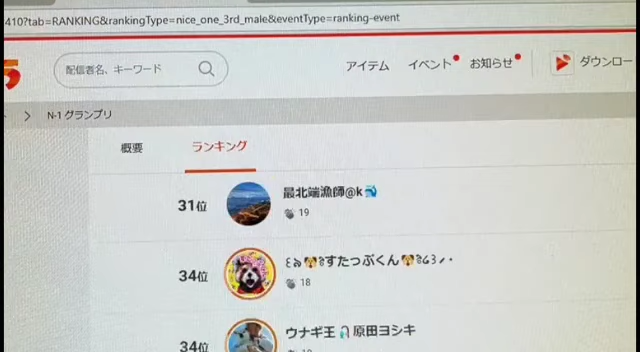 410?tab=RANKING&rankingType=nice_one_3rd_male&eventType=ranking-event
配信者名、キーワード
アイテム イベント お知らせ ダウンロー
> N-1 グランプリ
概要 ランキング
31位 最北端漁師@k
19
34位 すたっぷくん
18
34位 ウナギ王 原田ヨシキ